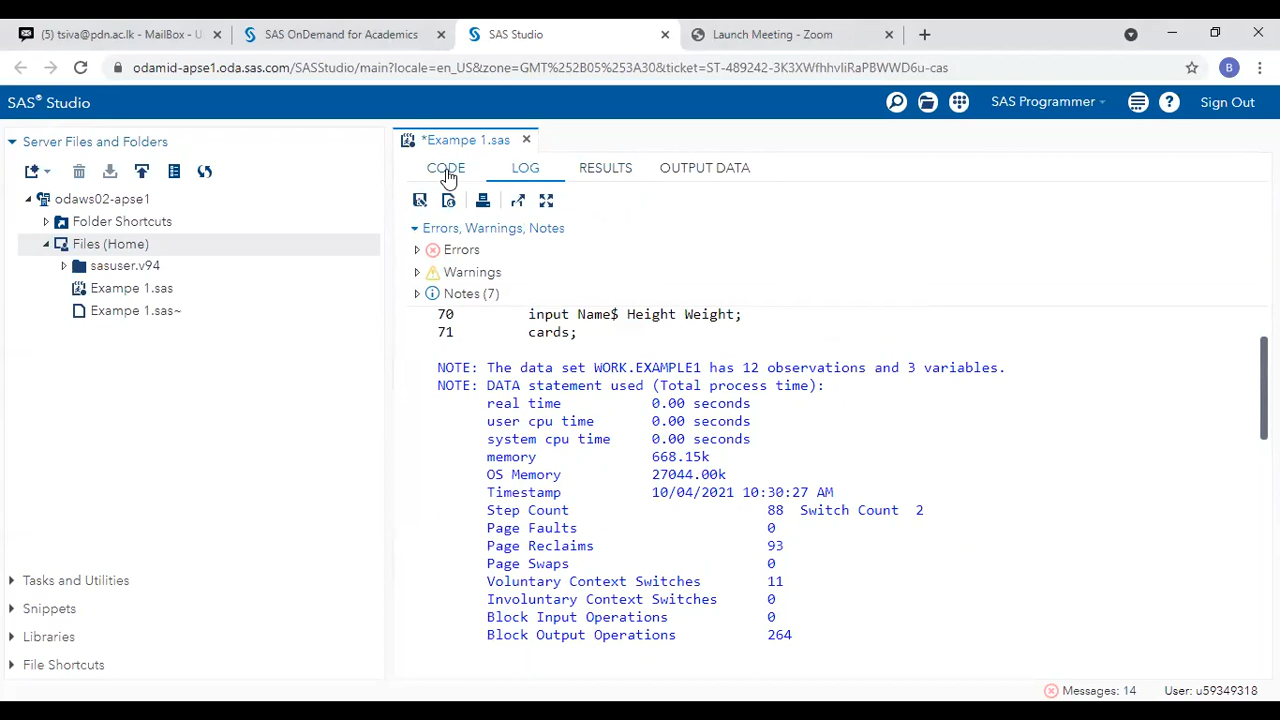 (5) tsiva@pdn.ac.lk - MailBox - U
SAS OnDemand for Academics
SAS Studio
Launch Meeting - Zoom
odamid-apse1.oda.sas.com/SASStudio/main?locale=en_US&zone=GMT%252B05%253A30&ticket=ST-489242-3K3XWfhhvIiRaPBWWD6u-cas
B
SAS® Studio
SAS Programmer
Sign Out
Server Files and Folders
odaws02-apse1
Folder Shortcuts
Files (Home)
sasuser.v94
Exampe 1.sas
Exampe 1.sas~
Tasks and Utilities
Snippets
Libraries
File Shortcuts
*Exampe 1.sas
CODE LOG RESULTS OUTPUT DATA
Errors, Warnings, Notes
Errors
Warnings
Notes (7)
70 input Name$ Height Weight;
71 cards;
NOTE: The data set WORK.EXAMPLE1 has 12 observations and 3 variables.
NOTE: DATA statement used (Total process time):
real time 0.00 seconds
user cpu time 0.00 seconds
system cpu time 0.00 seconds
memory 668.15k
OS Memory 27044.00k
Timestamp 10/04/2021 10:30:27 AM
Step Count 88 Switch Count 2
Page Faults 0
Page Reclaims 93
Page Swaps 0
Voluntary Context Switches 11
Involuntary Context Switches 0
Block Input Operations 0
Block Output Operations 264
Messages: 14 User: u59349318